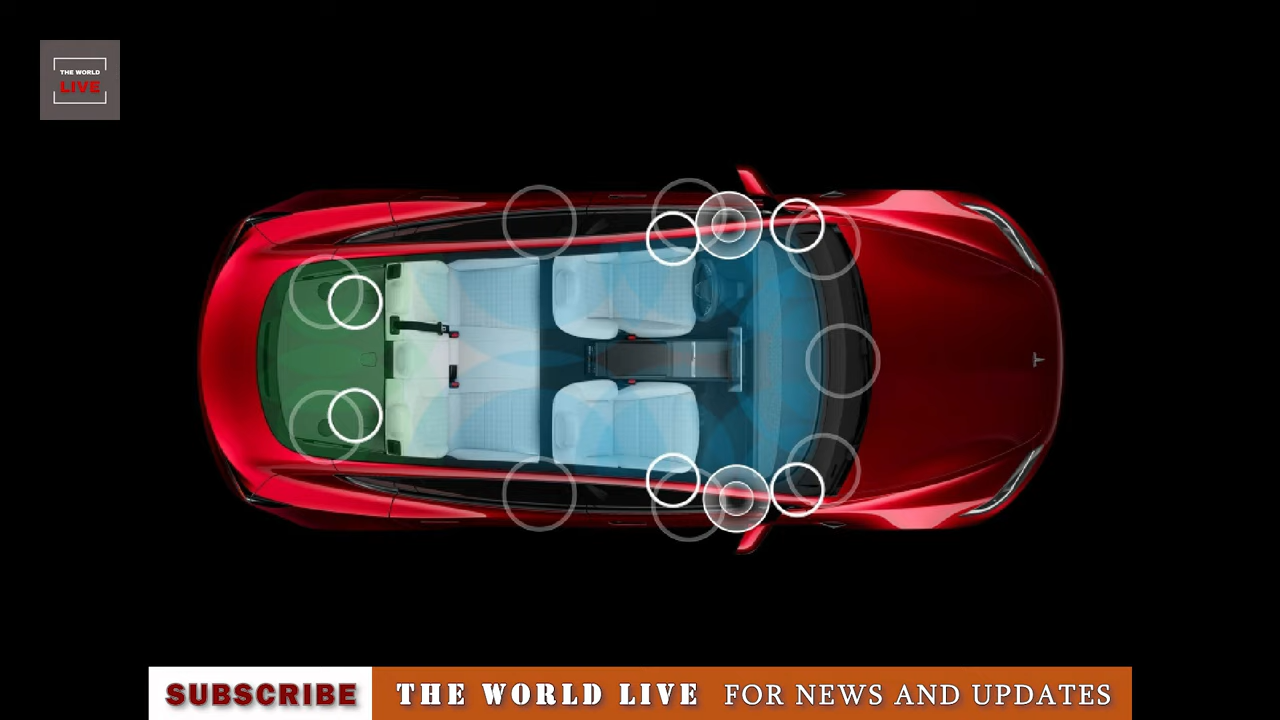 THE WORLD
LIVE
SUBSCRIBE THE WORLD LIVE FOR NEWS AND UPDATES